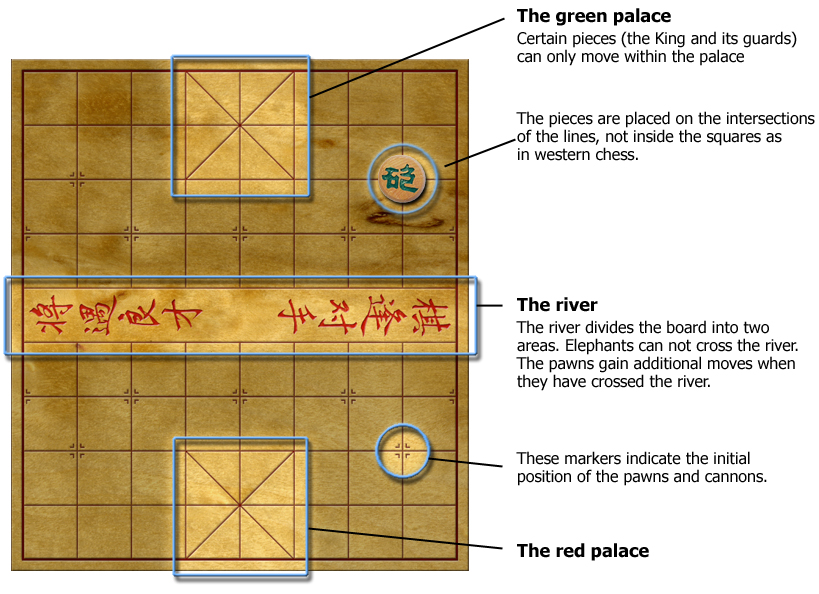 The green palace
Certain pieces (the King and its guards)
can only move within the palace
The pieces are placed on the intersections
of the lines, not inside the squares as
in western chess.
砲
将遇良才
棋逢对手
The river
The river divides the board into two
areas. Elephants can not cross the river.
The pawns gain additional moves when
they have crossed the river.
These markers indicate the initial
position of the pawns and cannons.
The red palace